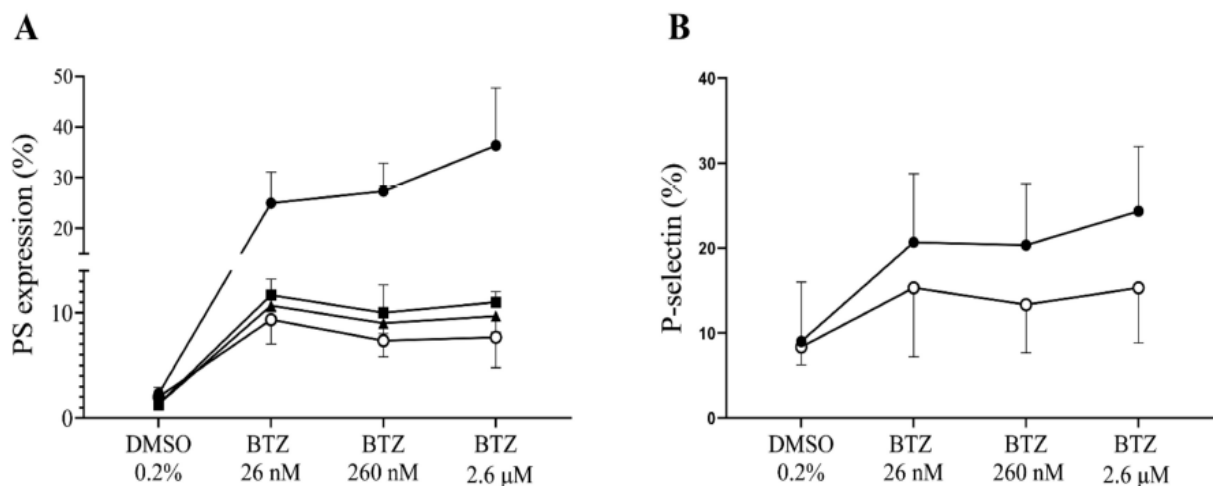 A
PS expression (%)
50
40
30
20
10
0
DMSO
0.2%
BTZ
26 nM
BTZ
260 nM
BTZ
2.6 μM
B
P-selectin (%)
40
30
20
10
0
DMSO
0.2%
BTZ
26 nM
BTZ
260 nM
BTZ
2.6 μM